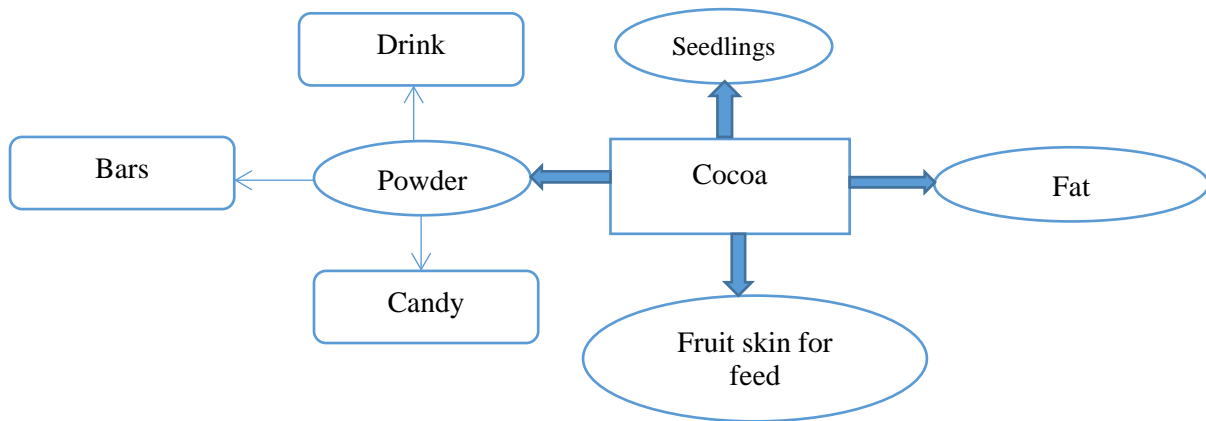 Drink
Seedlings
Bars
Powder
Cocoa
Fat
Candy
Fruit skin for
feed